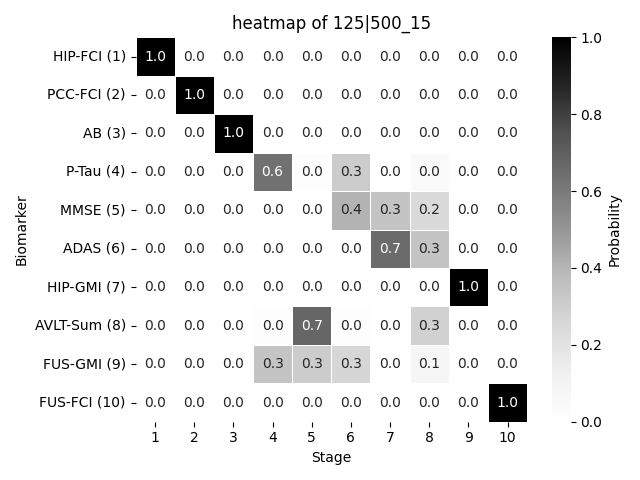 heatmap of 125|500_15
HIP-FCI (1) 1.0 0.0 0.0 0.0 0.0 0.0 0.0 0.0 0.0 0.0
PCC-FCI (2) 0.0 1.0 0.0 0.0 0.0 0.0 0.0 0.0 0.0 0.0
AB (3) 0.0 0.0 1.0 0.0 0.0 0.0 0.0 0.0 0.0 0.0
P-Tau (4) 0.0 0.0 0.0 0.6 0.0 0.3 0.0 0.0 0.0 0.0
MMSE (5) 0.0 0.0 0.0 0.0 0.0 0.4 0.3 0.2 0.0 0.0
ADAS (6) 0.0 0.0 0.0 0.0 0.0 0.0 0.7 0.3 0.0 0.0
HIP-GMI (7) 0.0 0.0 0.0 0.0 0.0 0.0 0.0 0.0 1.0 0.0
AVLT-Sum (8) 0.0 0.0 0.0 0.0 0.7 0.0 0.0 0.3 0.0 0.0
FUS-GMI (9) 0.0 0.0 0.0 0.3 0.3 0.3 0.0 0.1 0.0 0.0
FUS-FCI (10) 0.0 0.0 0.0 0.0 0.0 0.0 0.0 0.0 0.0 1.0
1 2 3 4 5 6 7 8 9 10
Stage
Biomarker
1.0
0.8
0.6
0.4
0.2
0.0
Probability